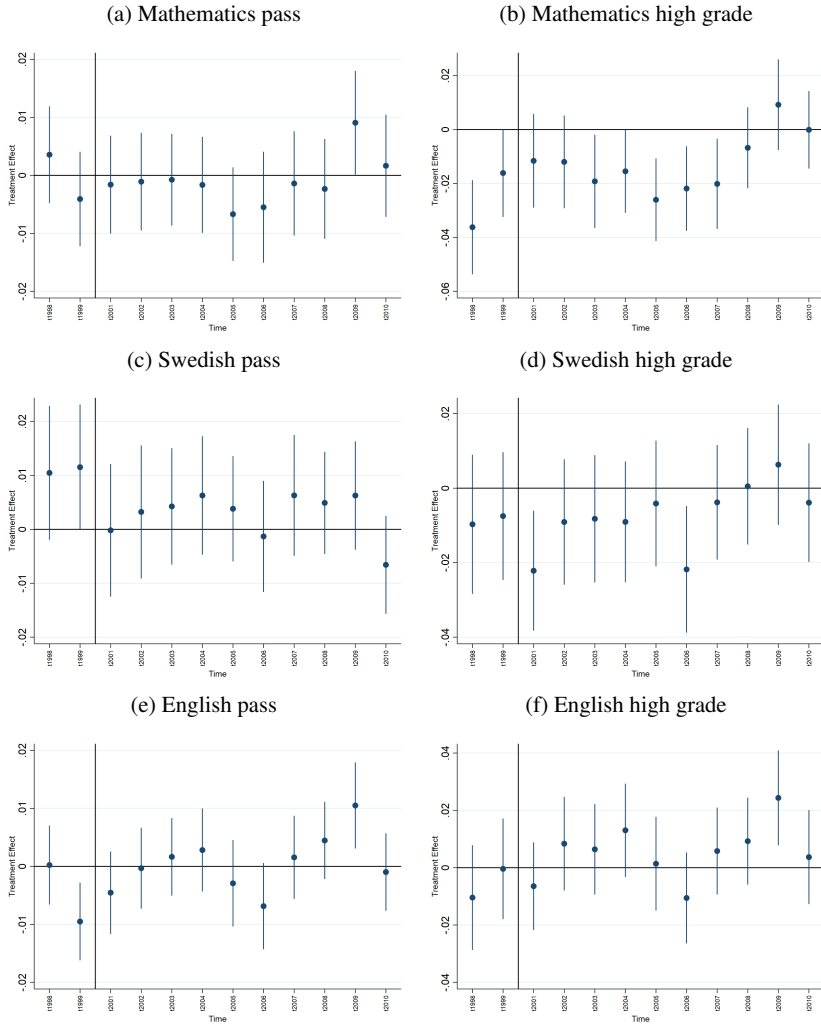 (a) Mathematics pass
(b) Mathematics high grade
Treatment Effect
.02
.01
0
-.01
-.02
t1998
t1999
t2001
t2002
t2003
t2004
t2005
t2006
t2007
t2008
t2009
t2010
Time
Treatment Effect
.02
0
-.02
-.04
-.06
t1998
t1999
t2001
t2002
t2003
t2004
t2005
t2006
t2007
t2008
t2009
t2010
Time
(c) Swedish pass
(d) Swedish high grade
Treatment Effect
.02
.01
0
-.01
-.02
t1998
t1999
t2001
t2002
t2003
t2004
t2005
t2006
t2007
t2008
t2009
t2010
Time
Treatment Effect
.02
0
-.02
-.04
t1998
t1999
t2001
t2002
t2003
t2004
t2005
t2006
t2007
t2008
t2009
t2010
Time
(e) English pass
(f) English high grade
Treatment Effect
.02
.01
0
-.01
-.02
t1998
t1999
t2001
t2002
t2003
t2004
t2005
t2006
t2007
t2008
t2009
t2010
Time
Treatment Effect
.04
.02
0
-.02
-.04
t1998
t1999
t2001
t2002
t2003
t2004
t2005
t2006
t2007
t2008
t2009
t2010
Time